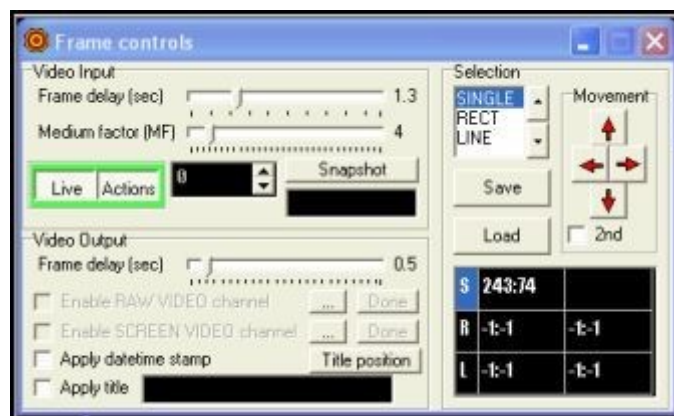 Frame controls
Video Input
Frame delay (sec) 1.3
Medium factor (MF) 4
Live Actions 0 Snapshot
Video Output
Frame delay (sec) 0.5
Enable RAW VIDEO channel ... Done
Enable SCREEN VIDEO channel ... Done
Apply datetime stamp Title position
Apply title
Selection
SINGLE
RECT
LINE
Movement
Save
Load
2nd
S 243:74
R -1:-1 -1:-1
L -1:-1 -1:-1